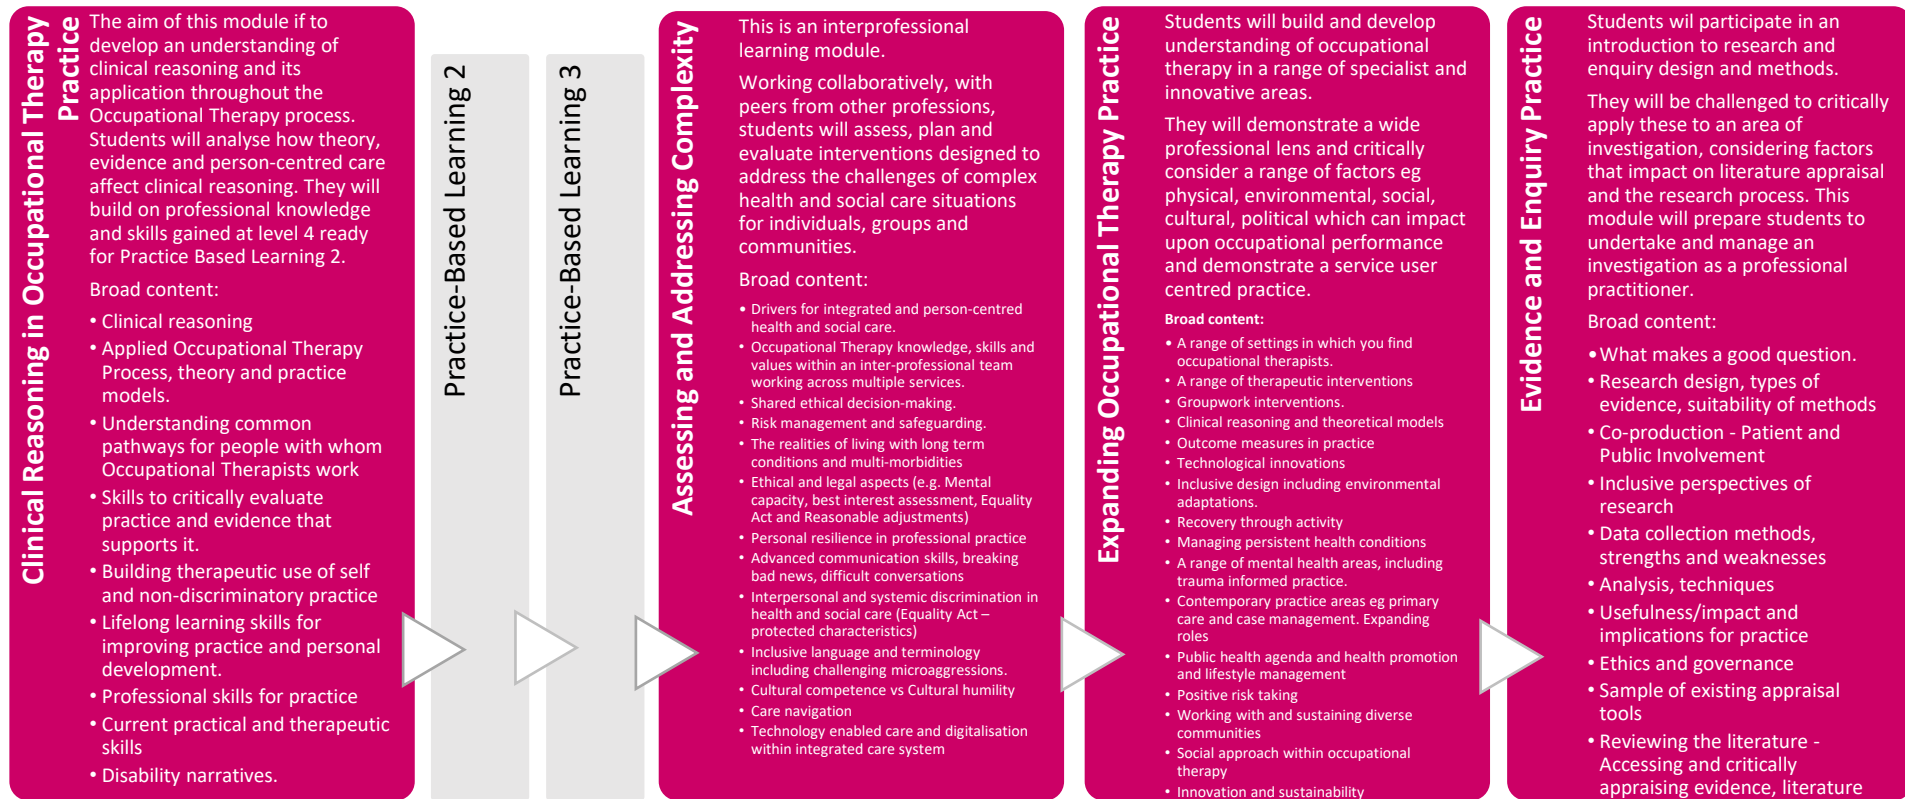 Clinical Reasoning in Occupational Therapy
Practice
The aim of this module if to
develop an understanding of
clinical reasoning and its
application throughout the
Occupational Therapy process.
Students will analyse how theory,
evidence and person-centred care
affect clinical reasoning. They will
build on professional knowledge
and skills gained at level 4 ready
for Practice Based Learning 2.
Broad content:
• Clinical reasoning
• Applied Occupational Therapy
Process, theory and practice
models.
• Understanding common
pathways for people with whom
Occupational Therapists work
• Skills to critically evaluate
practice and evidence that
supports it.
• Building therapeutic use of self
and non-discriminatory practice
• Lifelong learning skills for
improving practice and personal
development.
• Professional skills for practice
• Current practical and therapeutic
skills
• Disability narratives.
Practice-Based Learning 2
Practice-Based Learning 3
Assessing and Addressing Complexity
This is an interprofessional
learning module.
Working collaboratively, with
peers from other professions,
students will assess, plan and
evaluate interventions designed to
address the challenges of complex
health and social care situations
for individuals, groups and
communities.
Broad content:
• Drivers for integrated and person-centred
health and social care.
• Occupational Therapy knowledge, skills and
values within an inter-professional team
working across multiple services.
• Shared ethical decision-making.
• Risk management and safeguarding.
• The realities of living with long term
conditions and multi-morbidities
• Ethical and legal aspects (e.g. Mental
capacity, best interest assessment, Equality
Act and Reasonable adjustments)
• Personal resilience in professional practice
• Advanced communication skills, breaking
bad news, difficult conversations
• Interpersonal and systemic discrimination in
health and social care (Equality Act –
protected characteristics)
• Inclusive language and terminology
including challenging microaggressions.
• Cultural competence vs Cultural humility
• Care navigation
• Technology enabled care and digitalisation
within integrated care system
Expanding Occupational Therapy Practice
Students will build and develop
understanding of occupational
therapy in a range of specialist and
innovative areas.
They will demonstrate a wide
professional lens and critically
consider a range of factors eg
physical, environmental, social,
cultural, political which can impact
upon occupational performance
and demonstrate a service user
centred practice.
Broad content:
• A range of settings in which you find
occupational therapists.
• A range of therapeutic interventions
• Groupwork interventions.
• Clinical reasoning and theoretical models
• Outcome measures in practice
• Technological innovations
• Inclusive design including environmental
adaptations.
• Recovery through activity
• Managing persistent health conditions
• A range of mental health areas, including
trauma informed practice.
• Contemporary practice areas eg primary
care and case management. Expanding
roles
• Public health agenda and health promotion
and lifestyle management
• Positive risk taking
• Working with and sustaining diverse
communities
• Social approach within occupational
therapy
• Innovation and sustainability
Evidence and Enquiry Practice
Students wil participate in an
introduction to research and
enquiry design and methods.
They will be challenged to critically
apply these to an area of
investigation, considering factors
that impact on literature appraisal
and the research process. This
module will prepare students to
undertake and manage an
investigation as a professional
practitioner.
Broad content:
•What makes a good question.
• Research design, types of
evidence, suitability of methods
• Co-production - Patient and
Public Involvement
• Inclusive perspectives of
research
• Data collection methods,
strengths and weaknesses
• Analysis, techniques
• Usefulness/impact and
implications for practice
• Ethics and governance
• Sample of existing appraisal
tools
• Reviewing the literature -
Accessing and critically
appraising evidence, literature